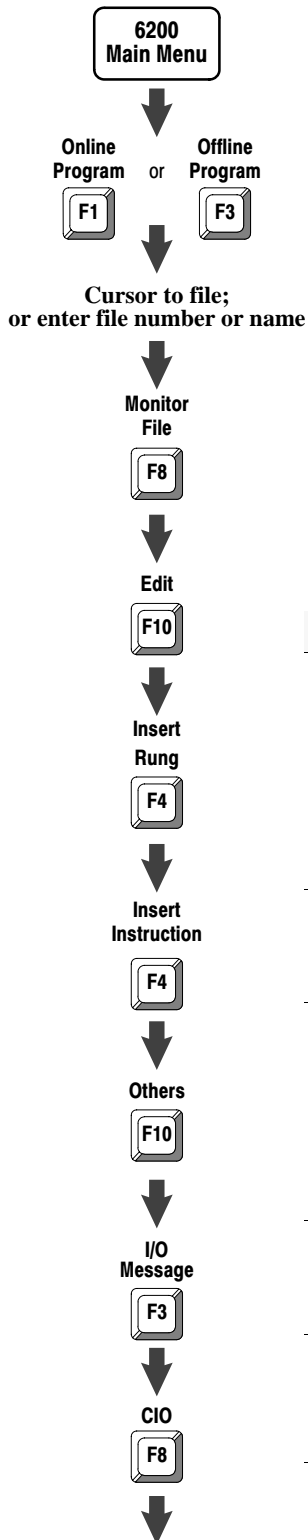 6200
Main Menu
Online Offline
Program or Program
F1 F3
Cursor to file;
or enter file number or name
Monitor
File
F8
Edit
F10
Insert
Rung
F4
Insert
Instruction
F4
Others
F10
I/O
Message
F3
CIO
F8